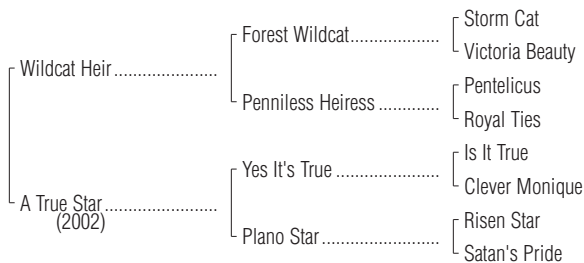 Storm Cat
Forest Wildcat....................
Victoria Beauty
Wildcat Heir.......................
Pentelicus
Penniless Heiress .............
Royal Ties
Is It True
Yes It's True .......................
Clever Monique
A True Star.........................
(2002)
Risen Star
Plano Star..........................
Satan's Pride